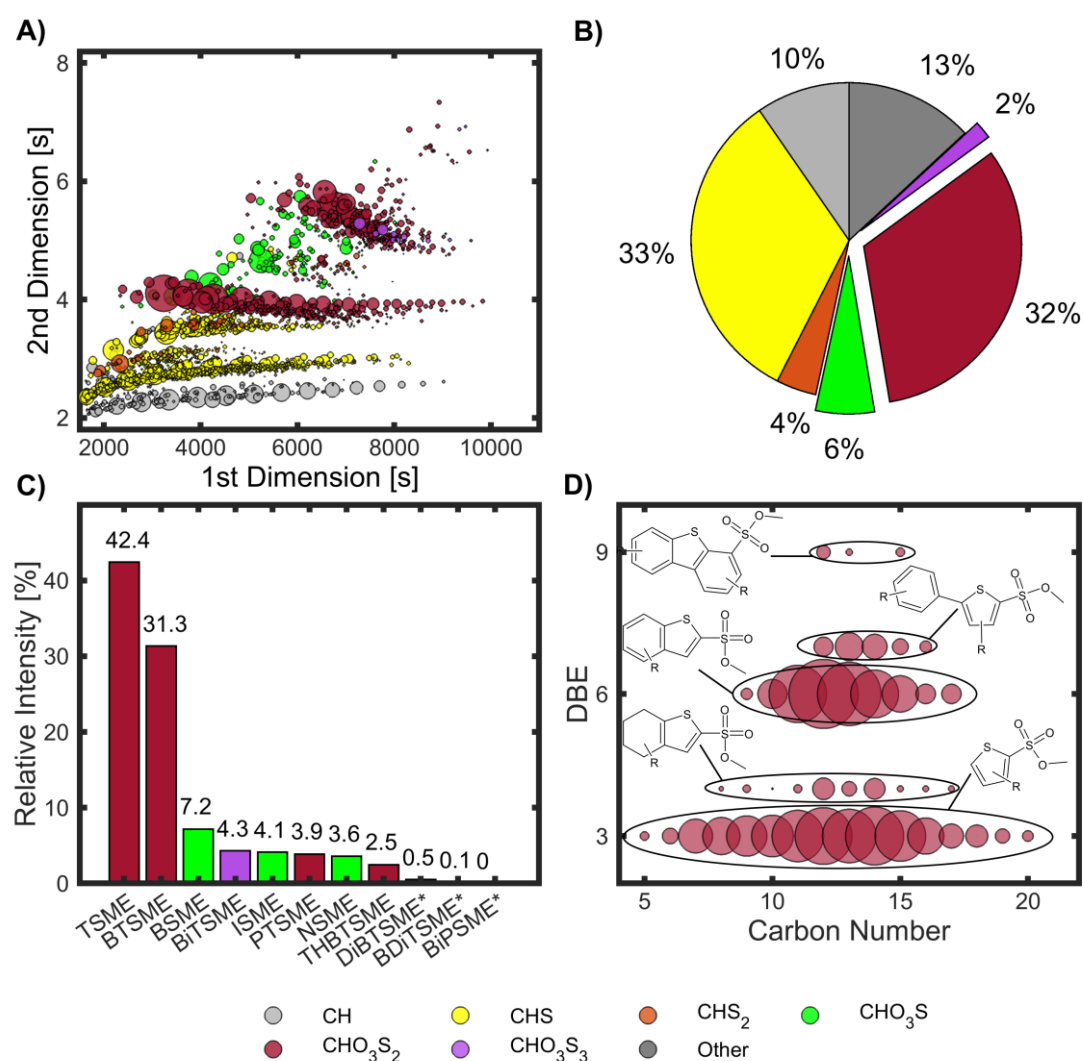 A)
2nd Dimension [s]
8
6
4
2
2000 4000 6000 8000 10000
1st Dimension [s]
B)
10% 13%
2%
33%
32%
4%
6%
C)
Relative Intensity [%]
40
30
20
10
0
42.4
31.3
7.2
4.3
4.1
3.9
3.6
2.5
0.5
0.1
0
TSME
BTSME
BSME
BiTSME
ISME
PTSME
NSME
THBTSME
DiBTSME*
BDiTSME*
BiPSME*
D)
DBE
9
7
6
4
3
5 10 15 20
Carbon Number
S O S O O R
R S S O O O R
S O S O O R
S O S O O R
S O S O O R
CH CHS CHS₂ CHO₃S
CHO₃S₂ CHO₃S₃ Other